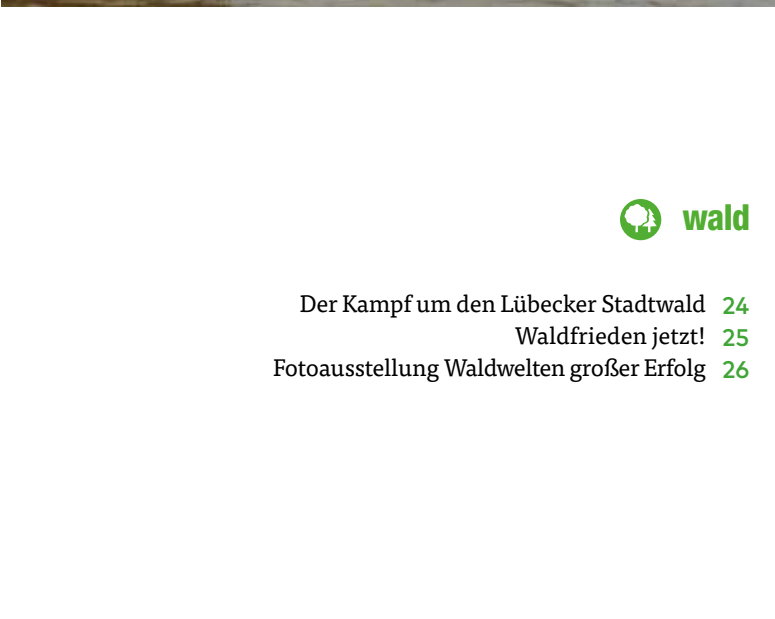 wald
Der Kampf um den Lübecker Stadtwald 24
Waldfrieden jetzt! 25
Fotoausstellung Waldwelten großer Erfolg 26